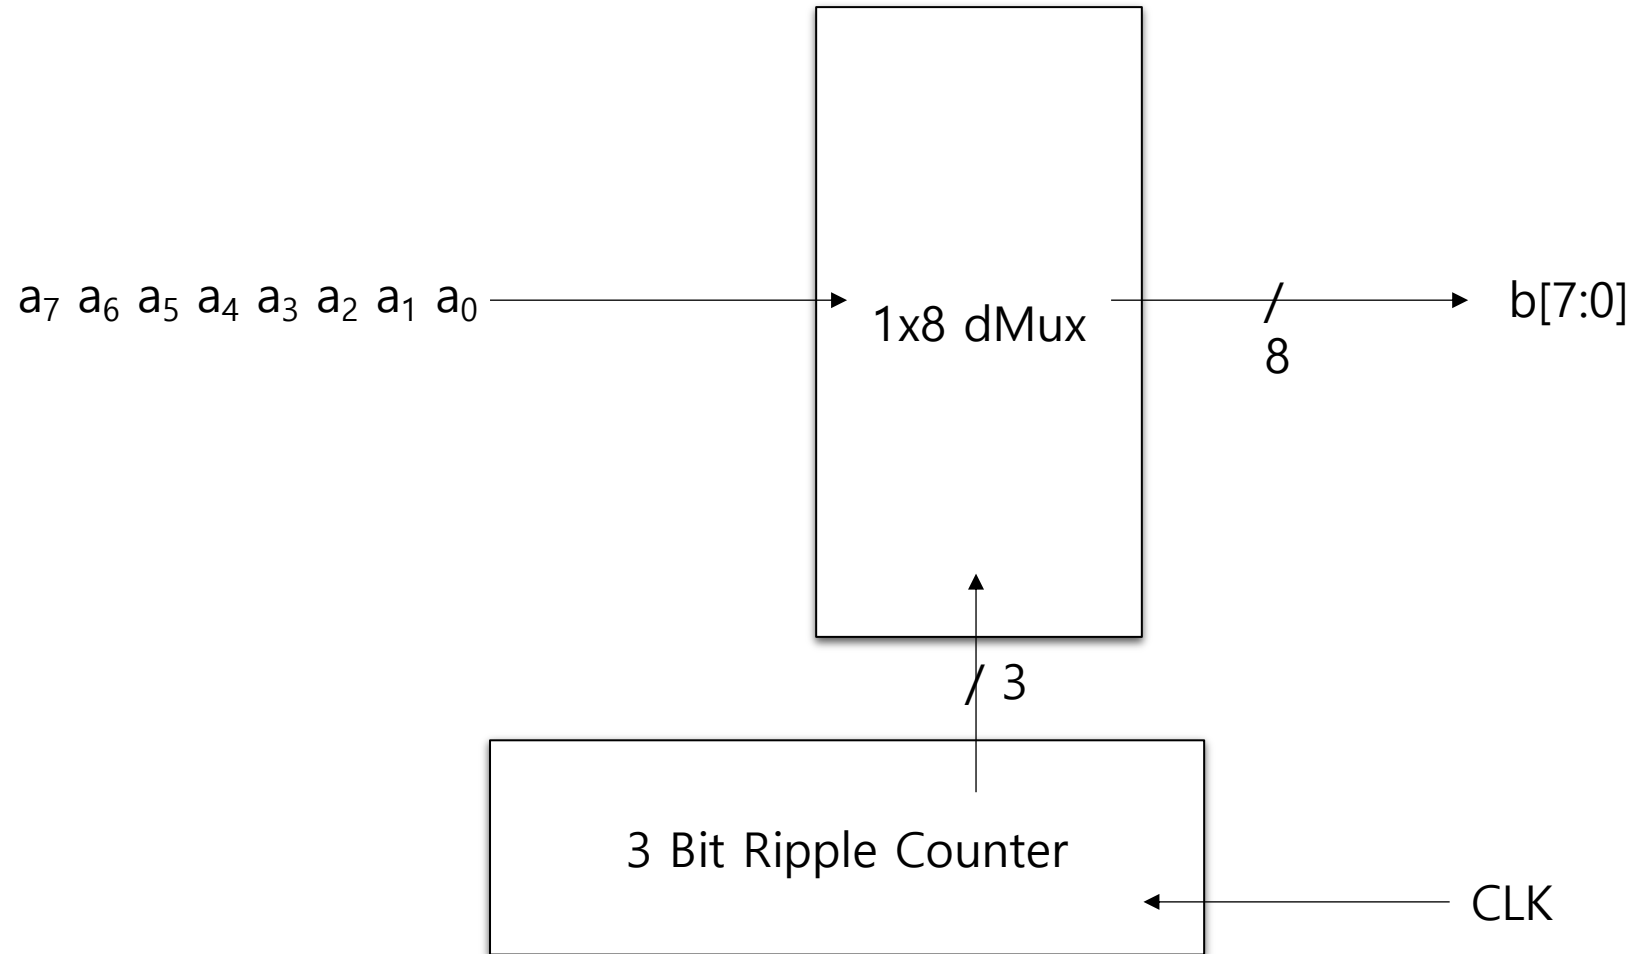 a₇ a₆ a₅ a₄ a₃ a₂ a₁ a₀
1x8 dMux
/
8
b[7:0]
/ 3
3 Bit Ripple Counter
CLK